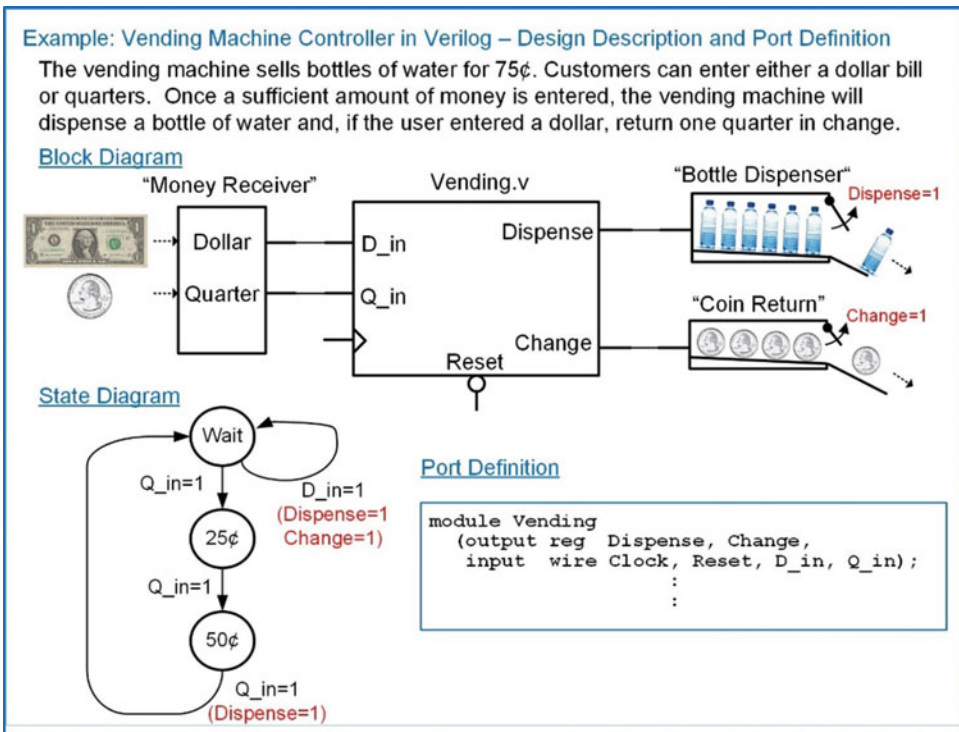 Example: Vending Machine Controller in Verilog – Design Description and Port Definition
The vending machine sells bottles of water for 75¢. Customers can enter either a dollar bill
or quarters. Once a sufficient amount of money is entered, the vending machine will
dispense a bottle of water and, if the user entered a dollar, return one quarter in change.
Block Diagram
"Money Receiver"
Dollar
Quarter
Vending.v
D_in
Q_in
Dispense
Change
Reset
"Bottle Dispenser"
Dispense=1
"Coin Return"
Change=1
State Diagram
Wait
Q_in=1
D_in=1
(Dispense=1
Change=1)
25¢
Q_in=1
50¢
Q_in=1
(Dispense=1)
Port Definition
module Vending
(output reg Dispense, Change,
input wire Clock, Reset, D_in, Q_in);
:
: